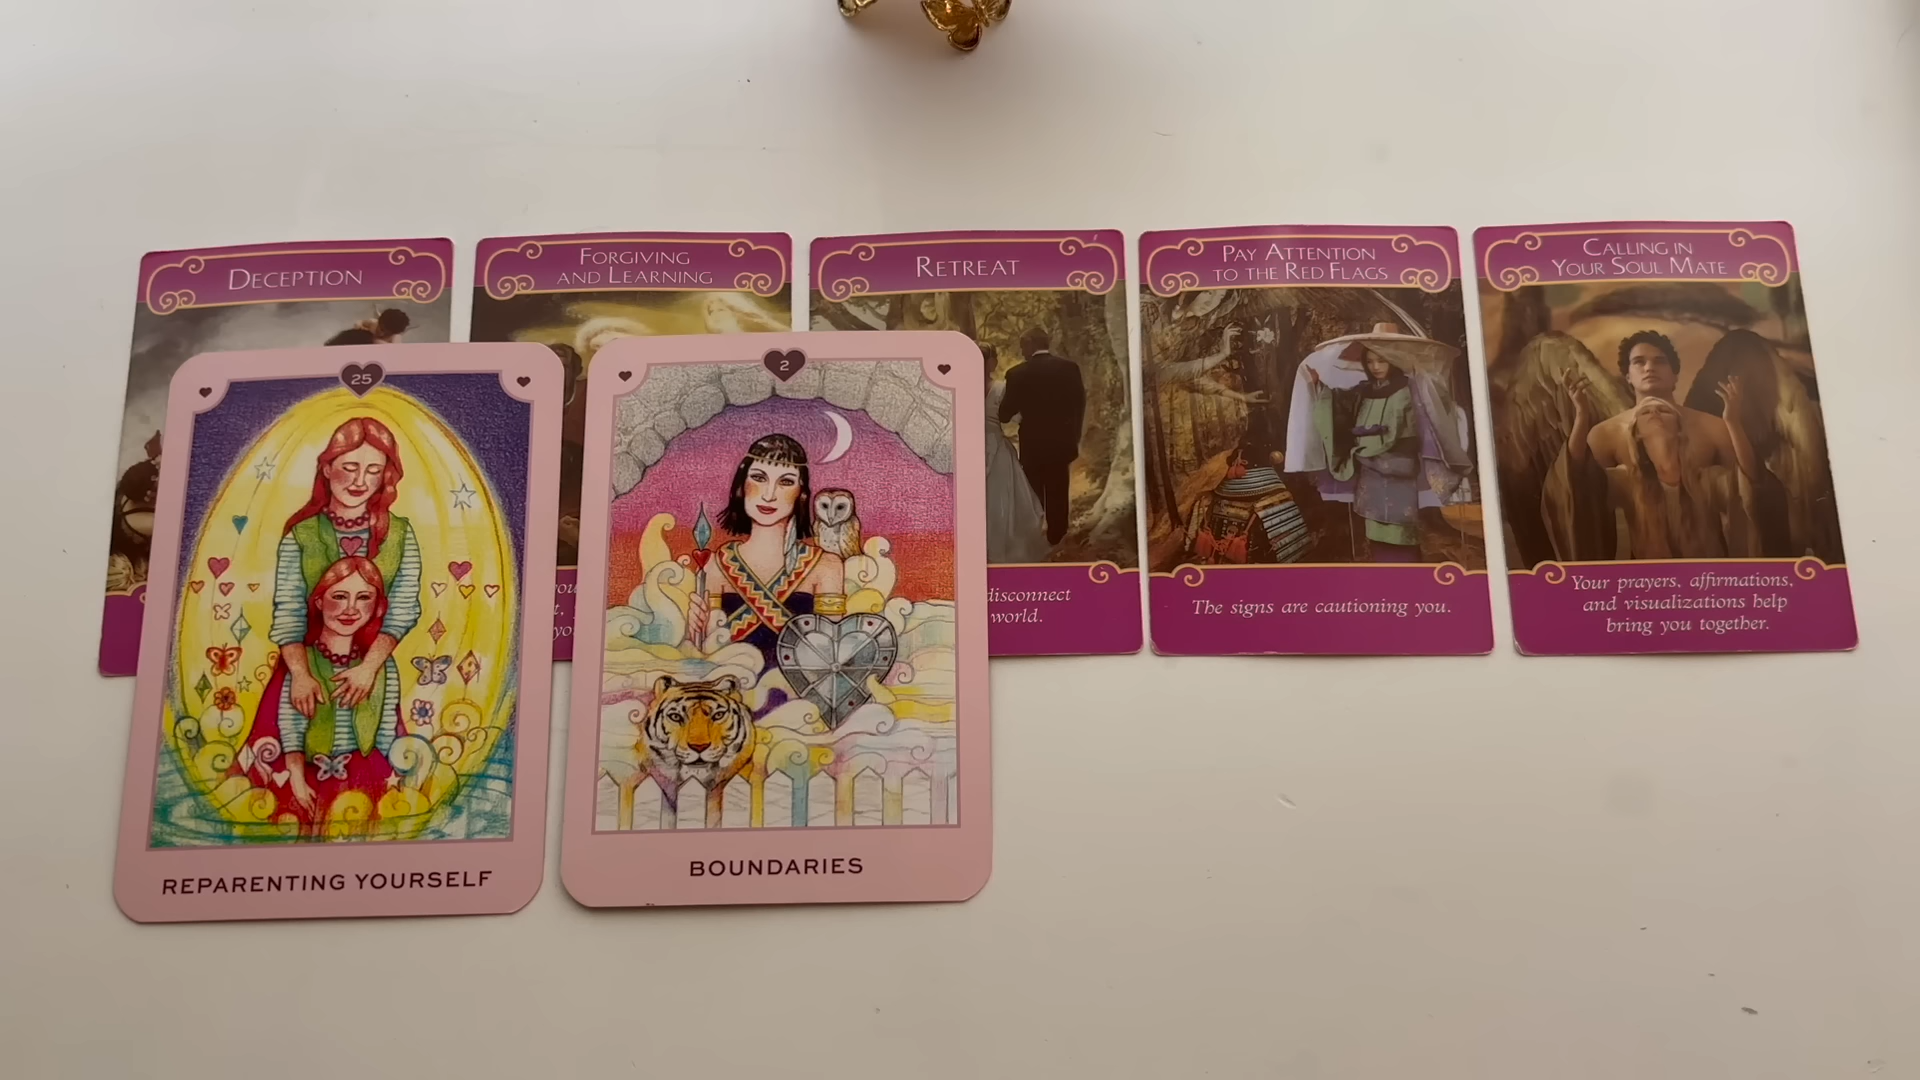 DECEPTION
FORGIVING
AND LEARNING
RETREAT
disconnect
world.
PAY ATTENTION
TO THE RED FLAGS
The signs are cautioning you.
CALLING IN
YOUR SOUL MATE
Your prayers, affirmations,
and visualizations help
bring you together.
25
REPARENTING YOURSELF
2
BOUNDARIES